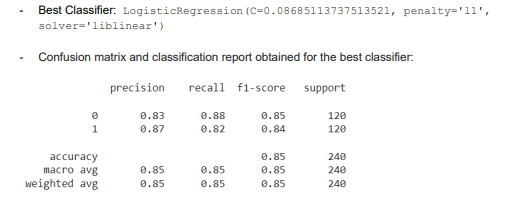 - Best Classifier: LogisticRegression(C=0.08685113737513521, penalty='l1',
solver='liblinear')
- Confusion matrix and classification report obtained for the best classifier:
precision recall f1-score support
0 0.83 0.88 0.85 120
1 0.87 0.82 0.84 120
accuracy 0.85 240
macro avg 0.85 0.85 0.85 240
weighted avg 0.85 0.85 0.85 240